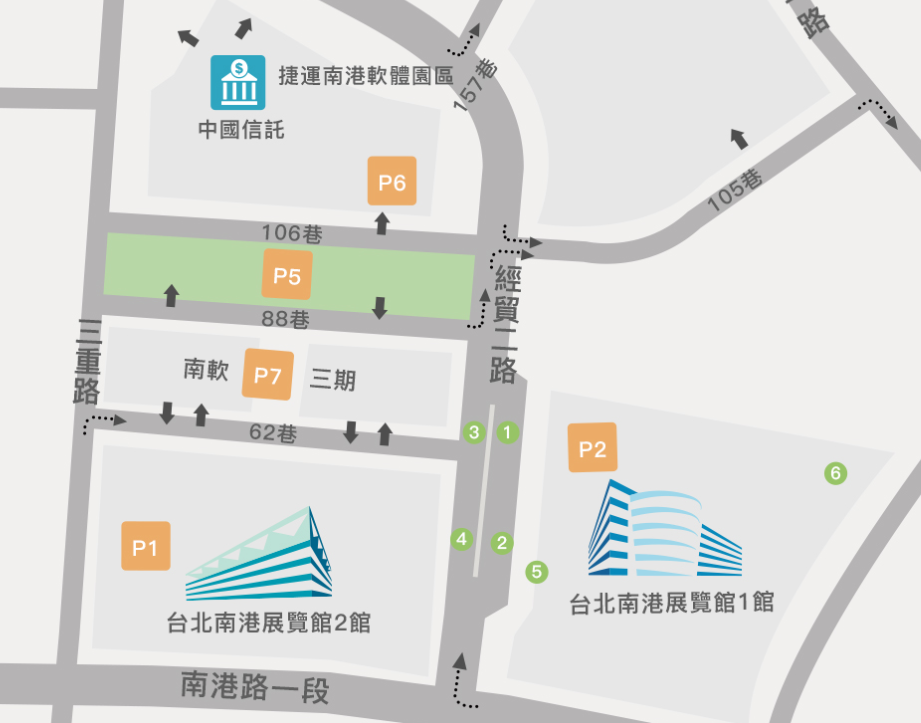 路
$
捷運南港軟體園區
157巷
中國信託
P6
105巷
106巷
P5
經貿二路
88巷
三重路
南軟
P7
三期
62巷
3
1
P2
6
P1
4
2
5
台北南港展覽館1館
台北南港展覽館2館
南港路一段